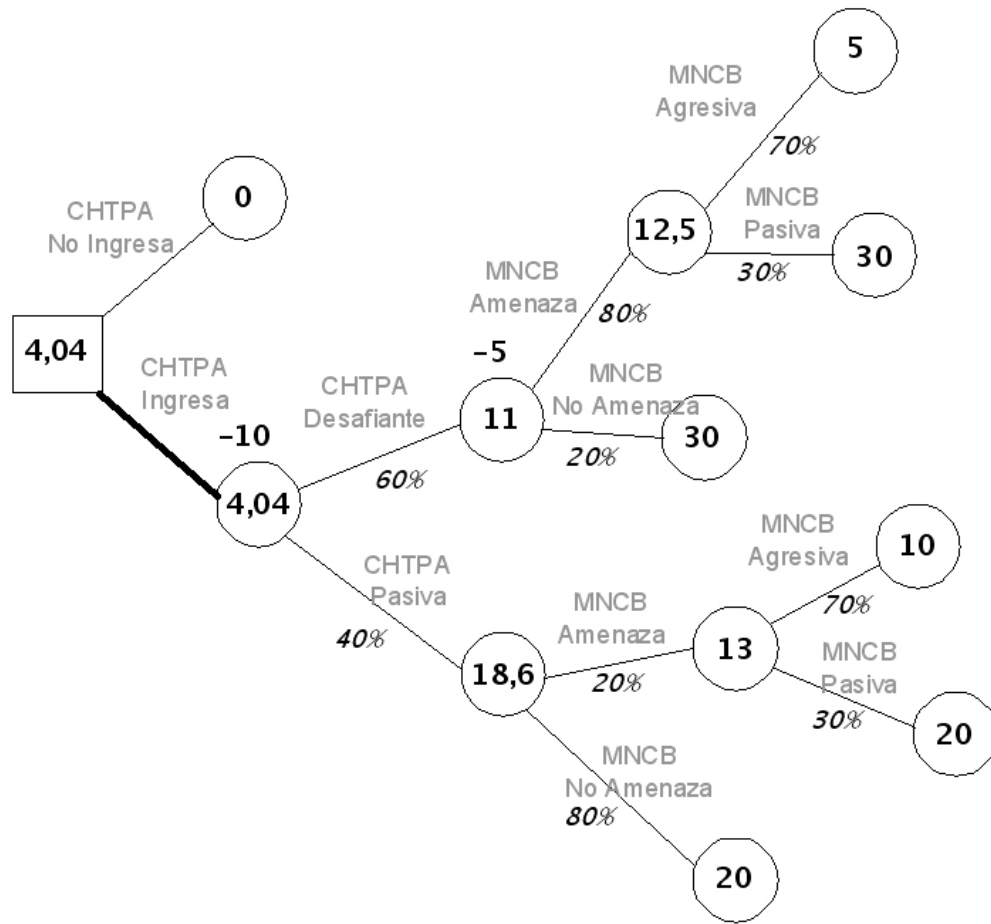 5
MNCB
Agresiva
70%
0
CHTPA
No Ingresa
MNCB
Pasiva
12,5
30
30%
MNCB
Amenaza
80%
4,04
CHTPA
Ingresa
-5
CHTPA
Desafiante
11
MNCB
No Amenaza
30
20%
-10
60%
4,04
CHTPA
Pasiva
40%
MNCB
Agresiva
10
70%
MNCB
Amenaza
13
20%
18,6
MNCB
Pasiva
30%
20
MNCB
No Amenaza
80%
20